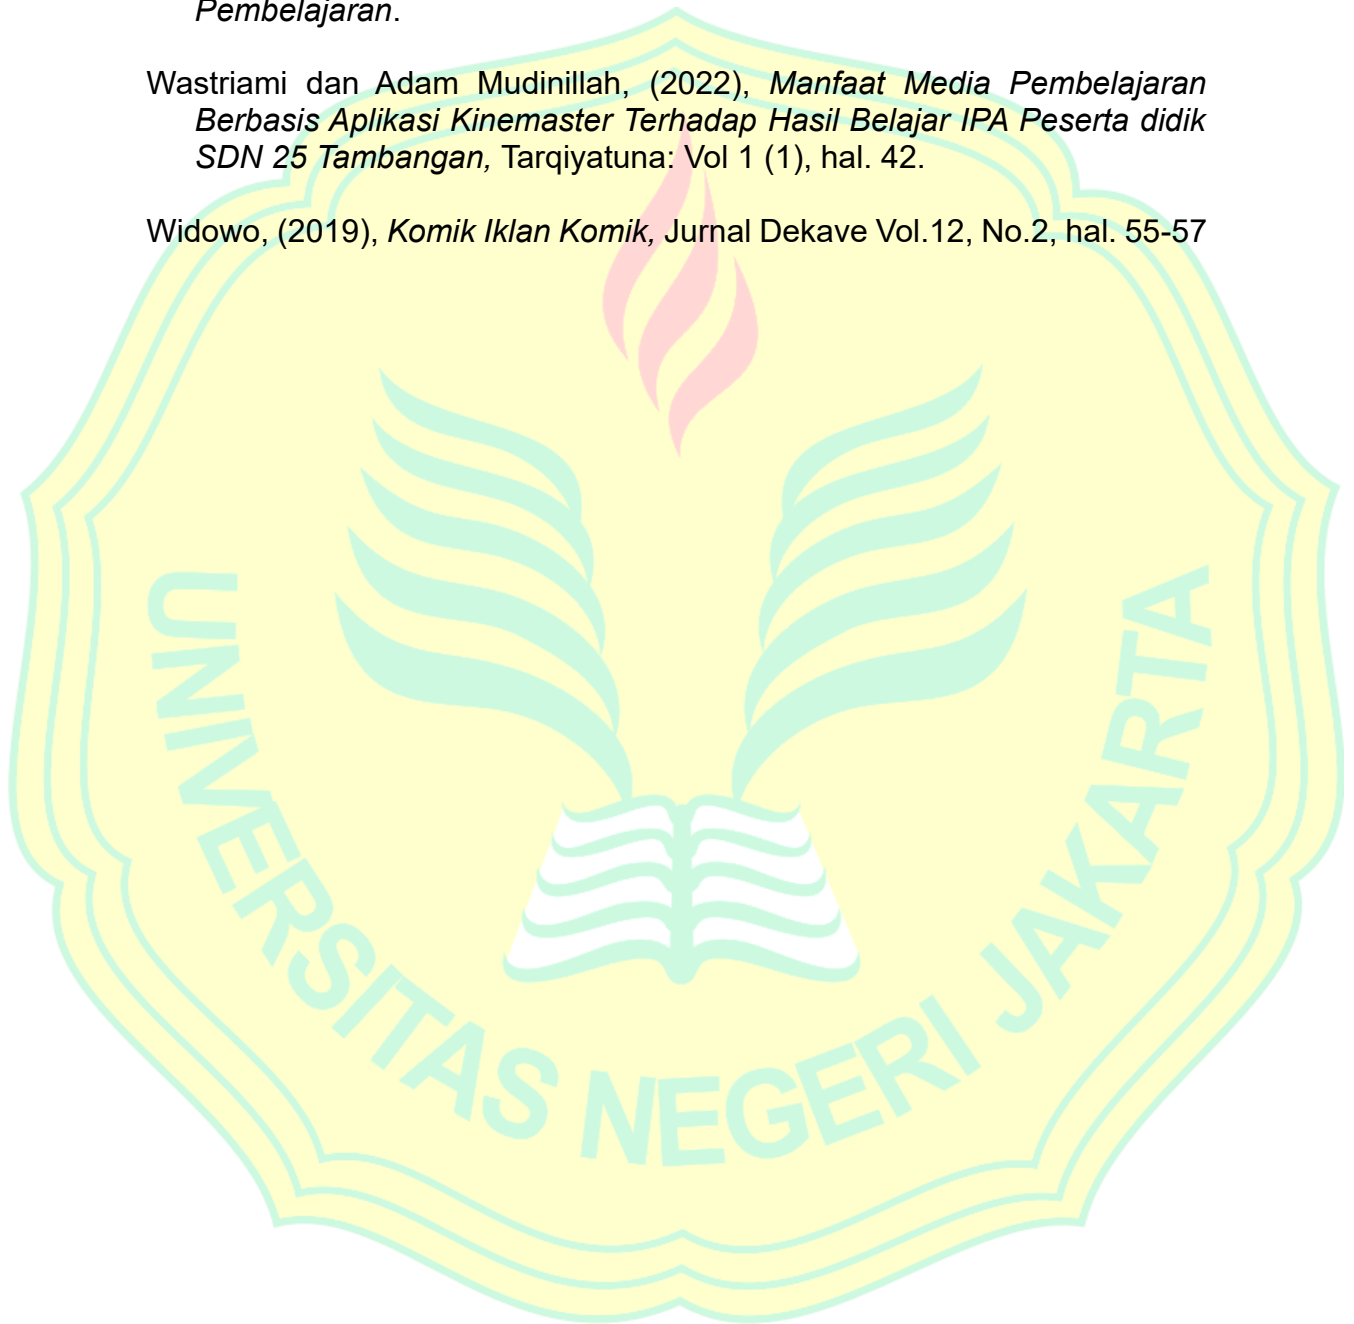 Pembelajaran.
Wastriami dan Adam Mudinillah, (2022), Manfaat Media Pembelajaran
Berbasis Aplikasi Kinemaster Terhadap Hasil Belajar IPA Peserta didik
SDN 25 Tambangan, Tarqiyatuna: Vol 1 (1), hal. 42.
Widowo, (2019), Komik Iklan Komik, Jurnal Dekave Vol.12, No.2, hal. 55-57
UNIVERSITAS NEGERI JAKARTA